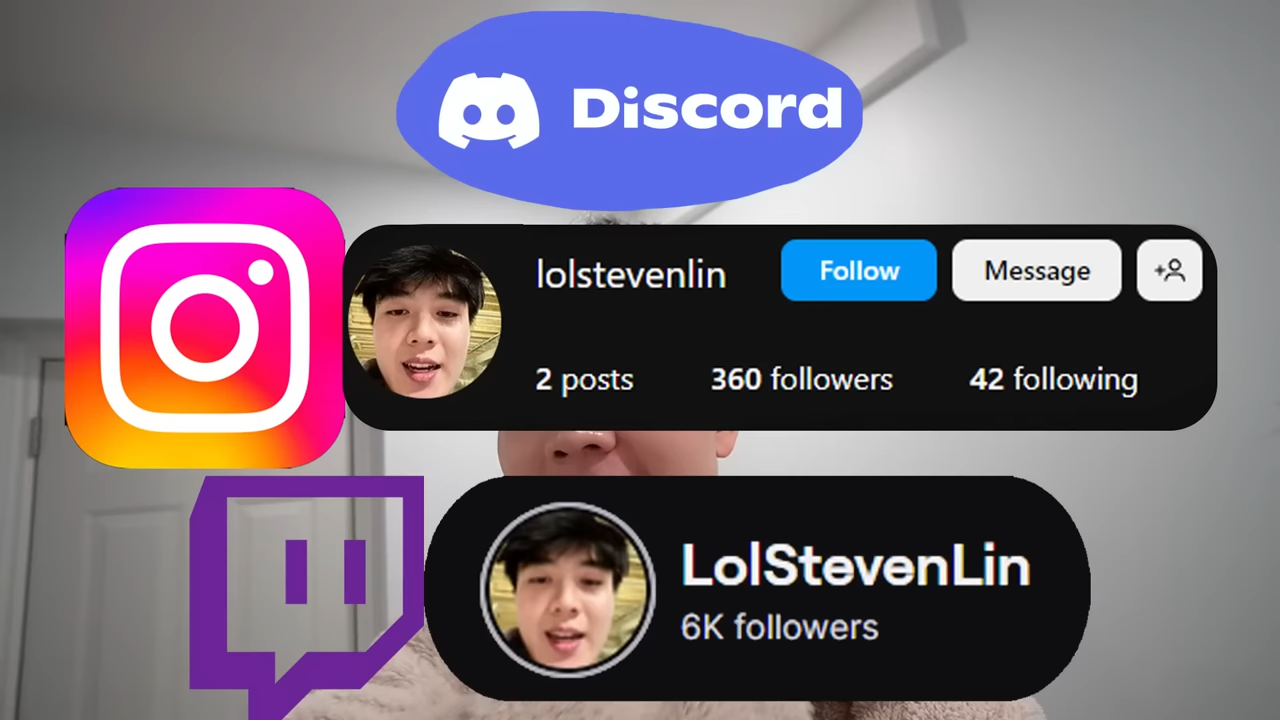 Discord
lolstevenlin Follow Message
2 posts 360 followers 42 following
LolStevenLin
6K followers